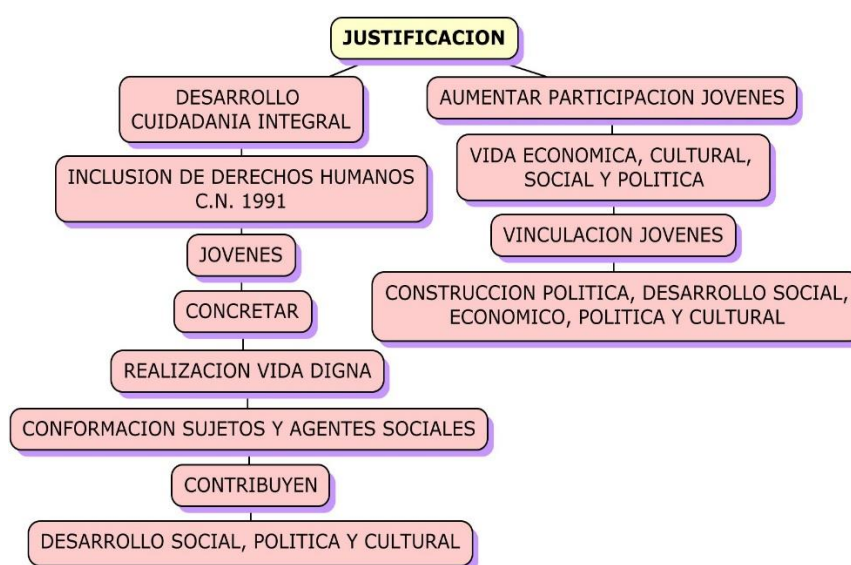 JUSTIFICACION
DESARROLLO
CUIDADANIA INTEGRAL
INCLUSION DE DERECHOS HUMANOS
C.N. 1991
JOVENES
CONCRETAR
REALIZACION VIDA DIGNA
CONFORMACION SUJETOS Y AGENTES SOCIALES
CONTRIBUYEN
DESARROLLO SOCIAL, POLITICA Y CULTURAL
AUMENTAR PARTICIPACION JOVENES
VIDA ECONOMICA, CULTURAL,
SOCIAL Y POLITICA
VINCULACION JOVENES
CONSTRUCCION POLITICA, DESARROLLO SOCIAL,
ECONOMICO, POLITICA Y CULTURAL